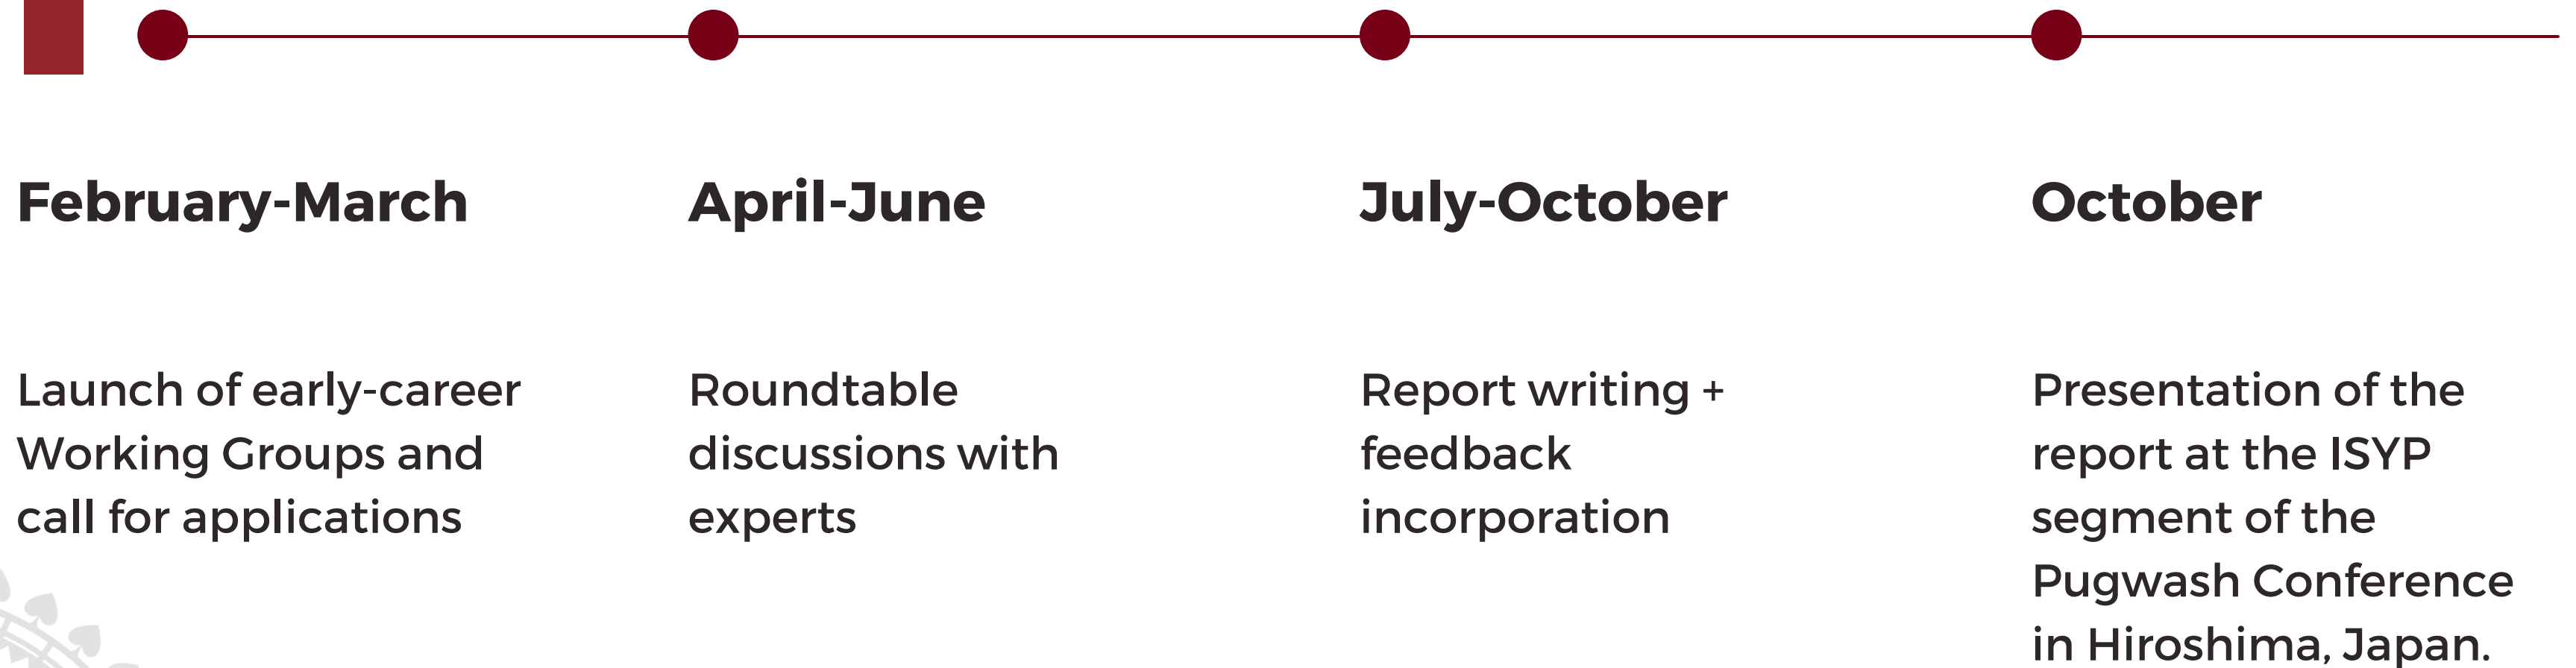 February-March
Launch of early-career
Working Groups and
call for applications
April-June
Roundtable
discussions with
experts
July-October
Report writing +
feedback
incorporation
October
Presentation of the
report at the ISYP
segment of the
Pugwash Conference
in Hiroshima, Japan.